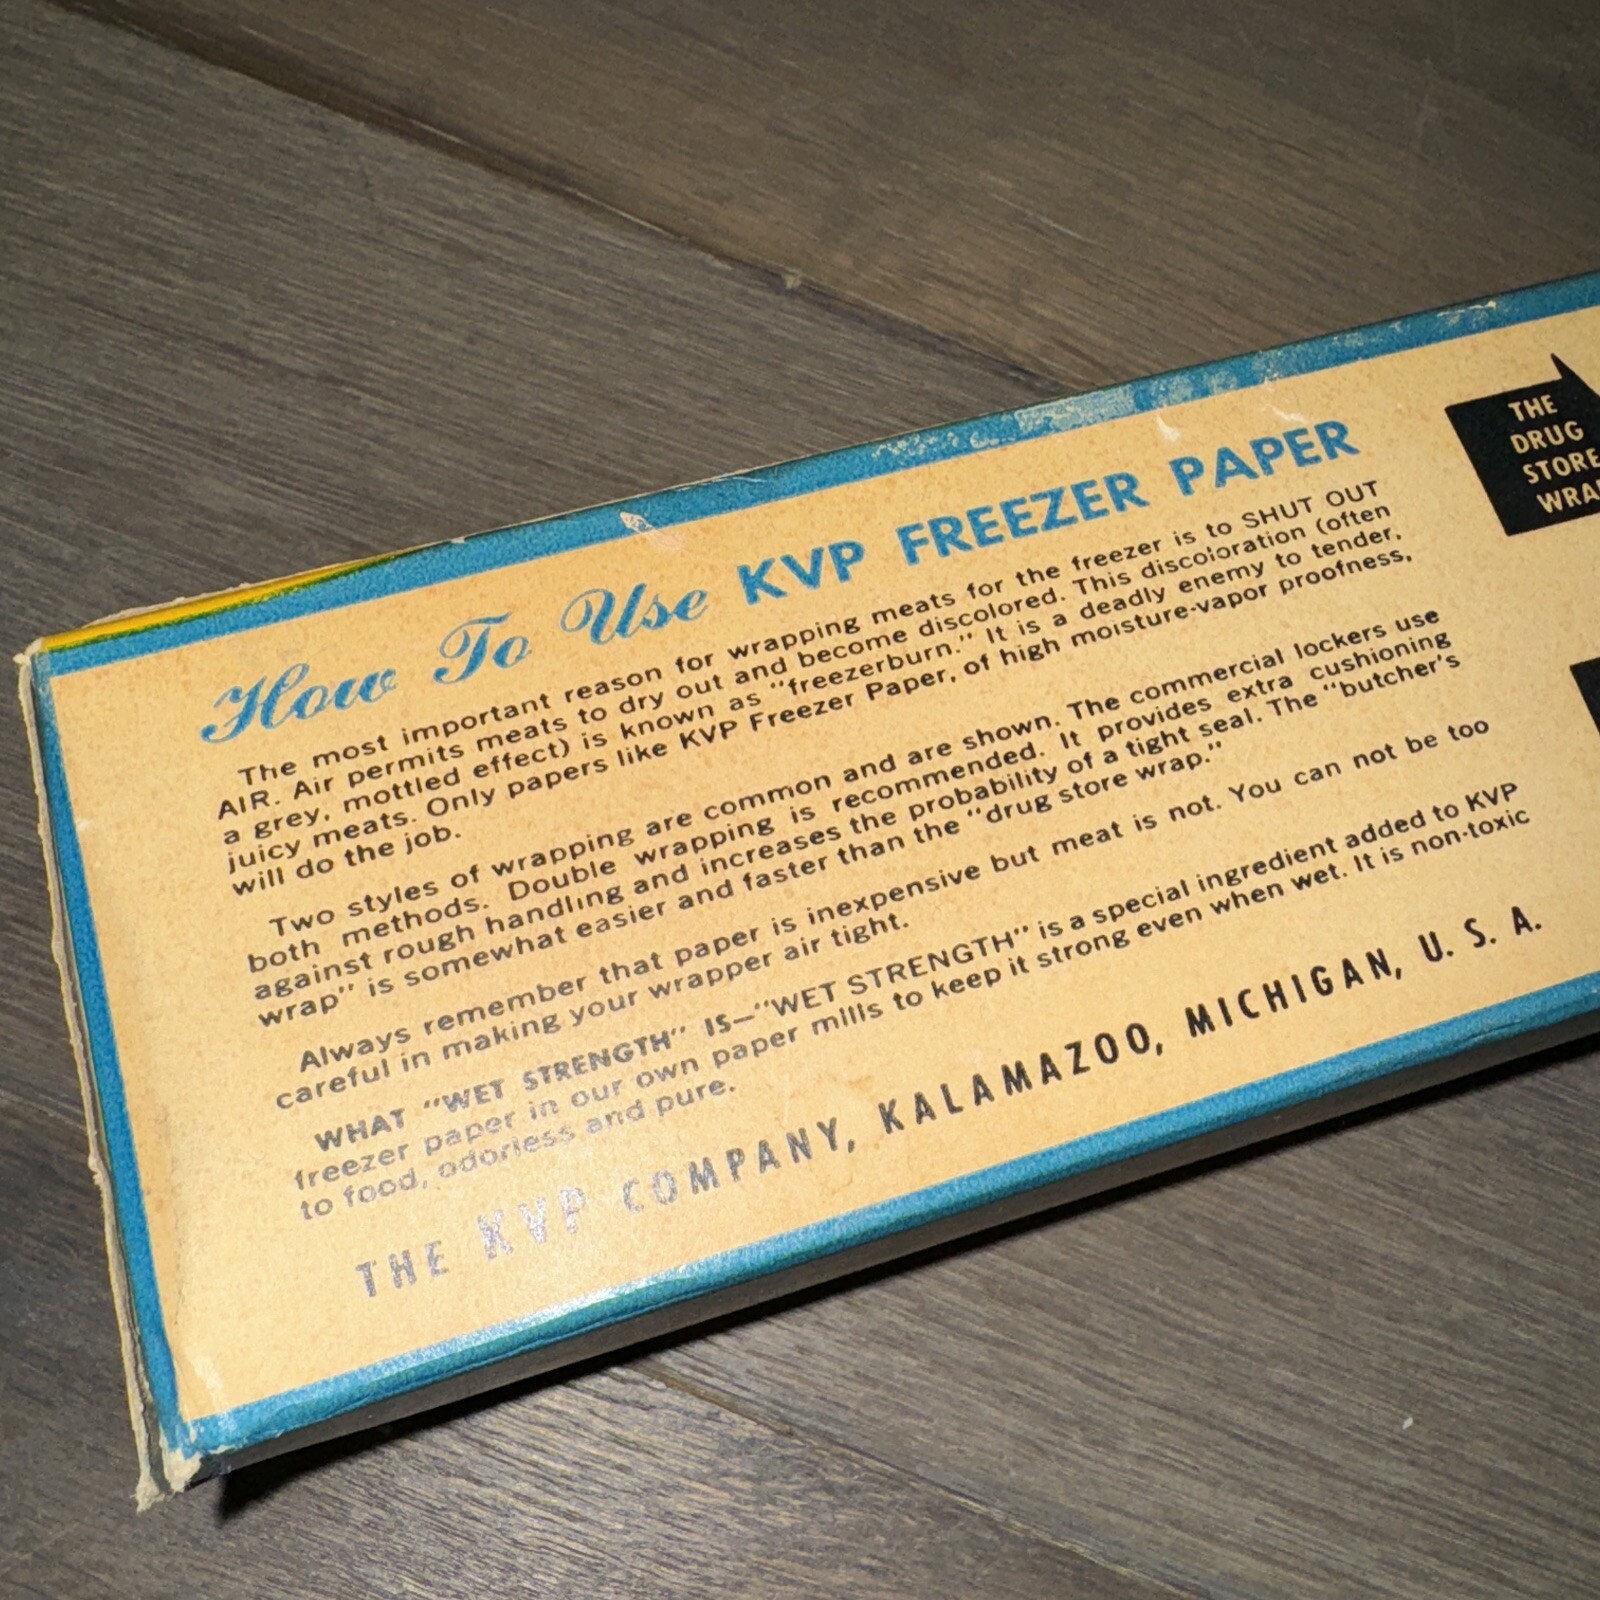 How To Use KVP FREEZER PAPER
The most important reason for wrapping meats for the freezer is to SHUT OUT
AIR. Air permits meats to dry out and become discolored. This discoloration (often
a grey, mottled effect) is known as "freezerburn." It is a deadly enemy to tender,
juicy meats. Only papers like KVP Freezer Paper, of high moisture-vapor proofness,
will do the job.
Two styles of wrapping are common and are shown. The commercial lockers use
both methods. Double wrapping is recommended. It provides extra cushioning
against rough handling and increases the probability of a tight seal. The "butcher's
wrap" is somewhat easier and faster than the "drug store wrap."
Always remember that paper is inexpensive but meat is not. You can not be too
careful in making your wrapper air tight.
WHAT "WET STRENGTH" IS—"WET STRENGTH" is a special ingredient added to KVP
freezer paper in our own paper mills to keep it strong even when wet. It is non-toxic
to food, odorless and pure.
THE KVP COMPANY, KALAMAZOO, MICHIGAN, U. S. A.
THE
DRUG
STORE
WRA